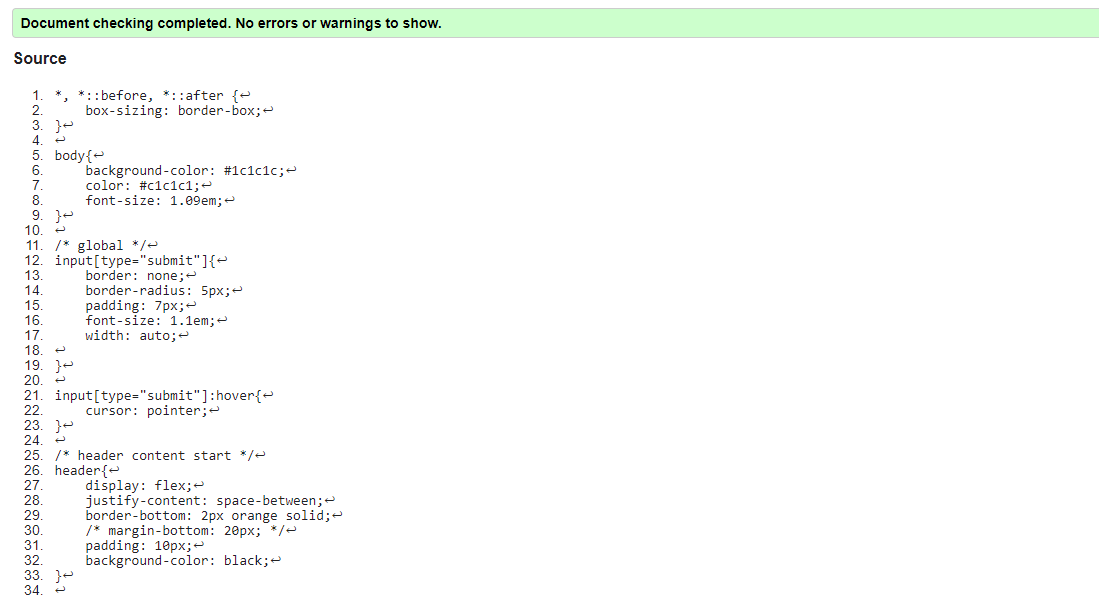 Document checking completed. No errors or warnings to show.
Source
1. *, *::before, *::after {↩
2.     box-sizing: border-box;↩
3. }↩
4. ↩
5. body{↩
6.     background-color: #1c1c1c;↩
7.     color: #c1c1c1;↩
8.     font-size: 1.09em;↩
9. }↩
10. ↩
11. /* global */↩
12. input[type="submit"]{↩
13.     border: none;↩
14.     border-radius: 5px;↩
15.     padding: 7px;↩
16.     font-size: 1.1em;↩
17.     width: auto;↩
18. ↩
19. }↩
20. ↩
21. input[type="submit"]:hover{↩
22.     cursor: pointer;↩
23. }↩
24. ↩
25. /* header content start */↩
26. header{↩
27.     display: flex;↩
28.     justify-content: space-between;↩
29.     border-bottom: 2px orange solid;↩
30.     /* margin-bottom: 20px; */↩
31.     padding: 10px;↩
32.     background-color: black;↩
33. }↩
34. ↩